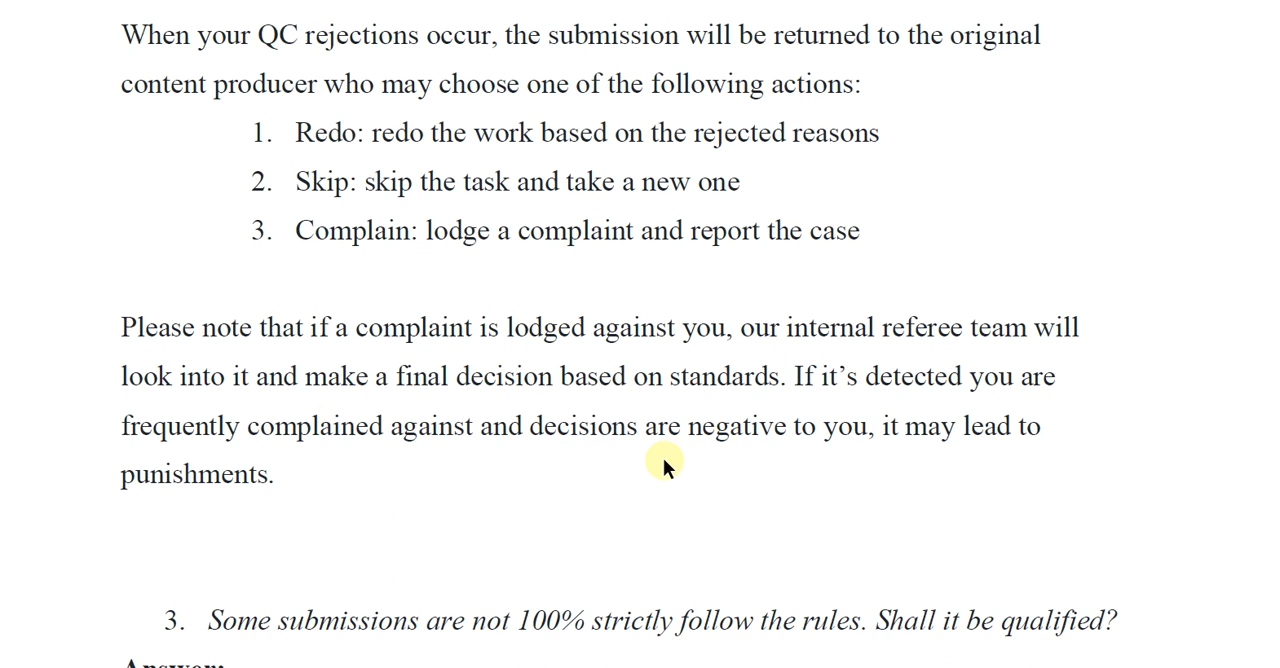 When your QC rejections occur, the submission will be returned to the original
content producer who may choose one of the following actions:
1. Redo: redo the work based on the rejected reasons
2. Skip: skip the task and take a new one
3. Complain: lodge a complaint and report the case
Please note that if a complaint is lodged against you, our internal referee team will
look into it and make a final decision based on standards. If it’s detected you are
frequently complained against and decisions are negative to you, it may lead to
punishments.
3. Some submissions are not 100% strictly follow the rules. Shall it be qualified?
Answer: